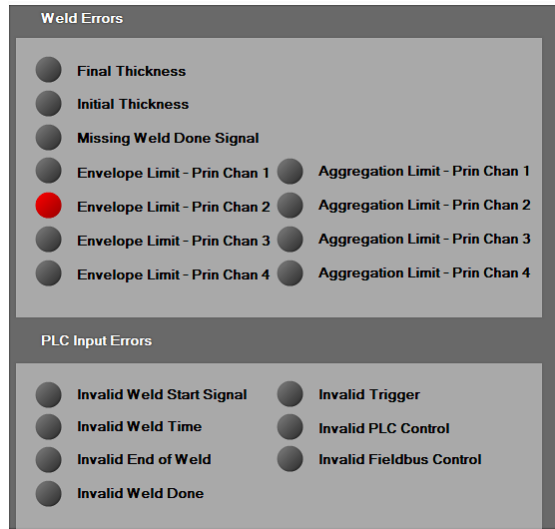 Weld Errors
Final Thickness
Initial Thickness
Missing Weld Done Signal
Envelope Limit - Prin Chan 1 Aggregation Limit - Prin Chan 1
Envelope Limit - Prin Chan 2 Aggregation Limit - Prin Chan 2
Envelope Limit - Prin Chan 3 Aggregation Limit - Prin Chan 3
Envelope Limit - Prin Chan 4 Aggregation Limit - Prin Chan 4
PLC Input Errors
Invalid Weld Start Signal Invalid Trigger
Invalid Weld Time Invalid PLC Control
Invalid End of Weld Invalid Fieldbus Control
Invalid Weld Done